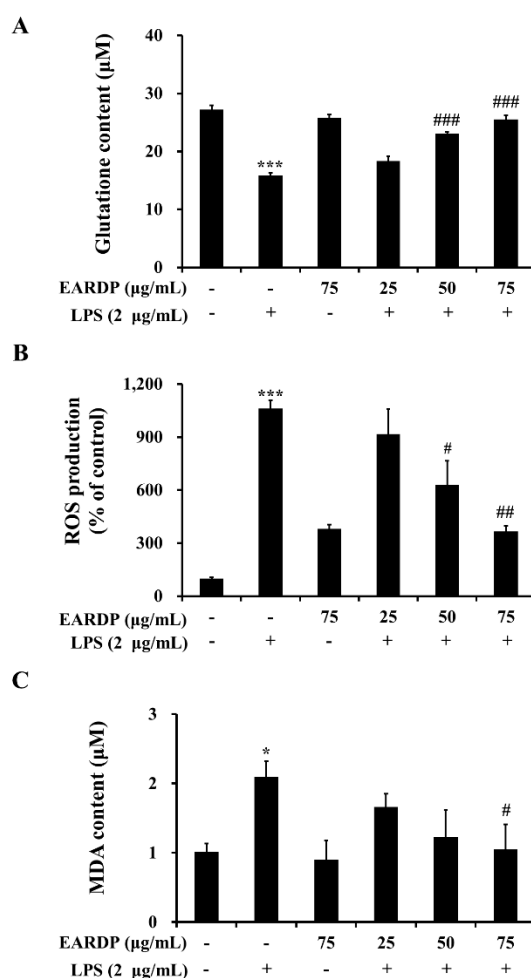 A
Glutatione content (μM)
40
30
20
10
0
***
###
###
EARDP (μg/mL) - - 75 25 50 75
LPS (2 μg/mL) - + - + + +
B
ROS production
(% of control)
1,200
900
600
300
0
***
#
##
EARDP (μg/mL) - - 75 25 50 75
LPS (2 μg/mL) - + - + + +
C
MDA content (μM)
3
2
1
0
*
#
EARDP (μg/mL) - - 75 25 50 75
LPS (2 μg/mL) - + - + + +